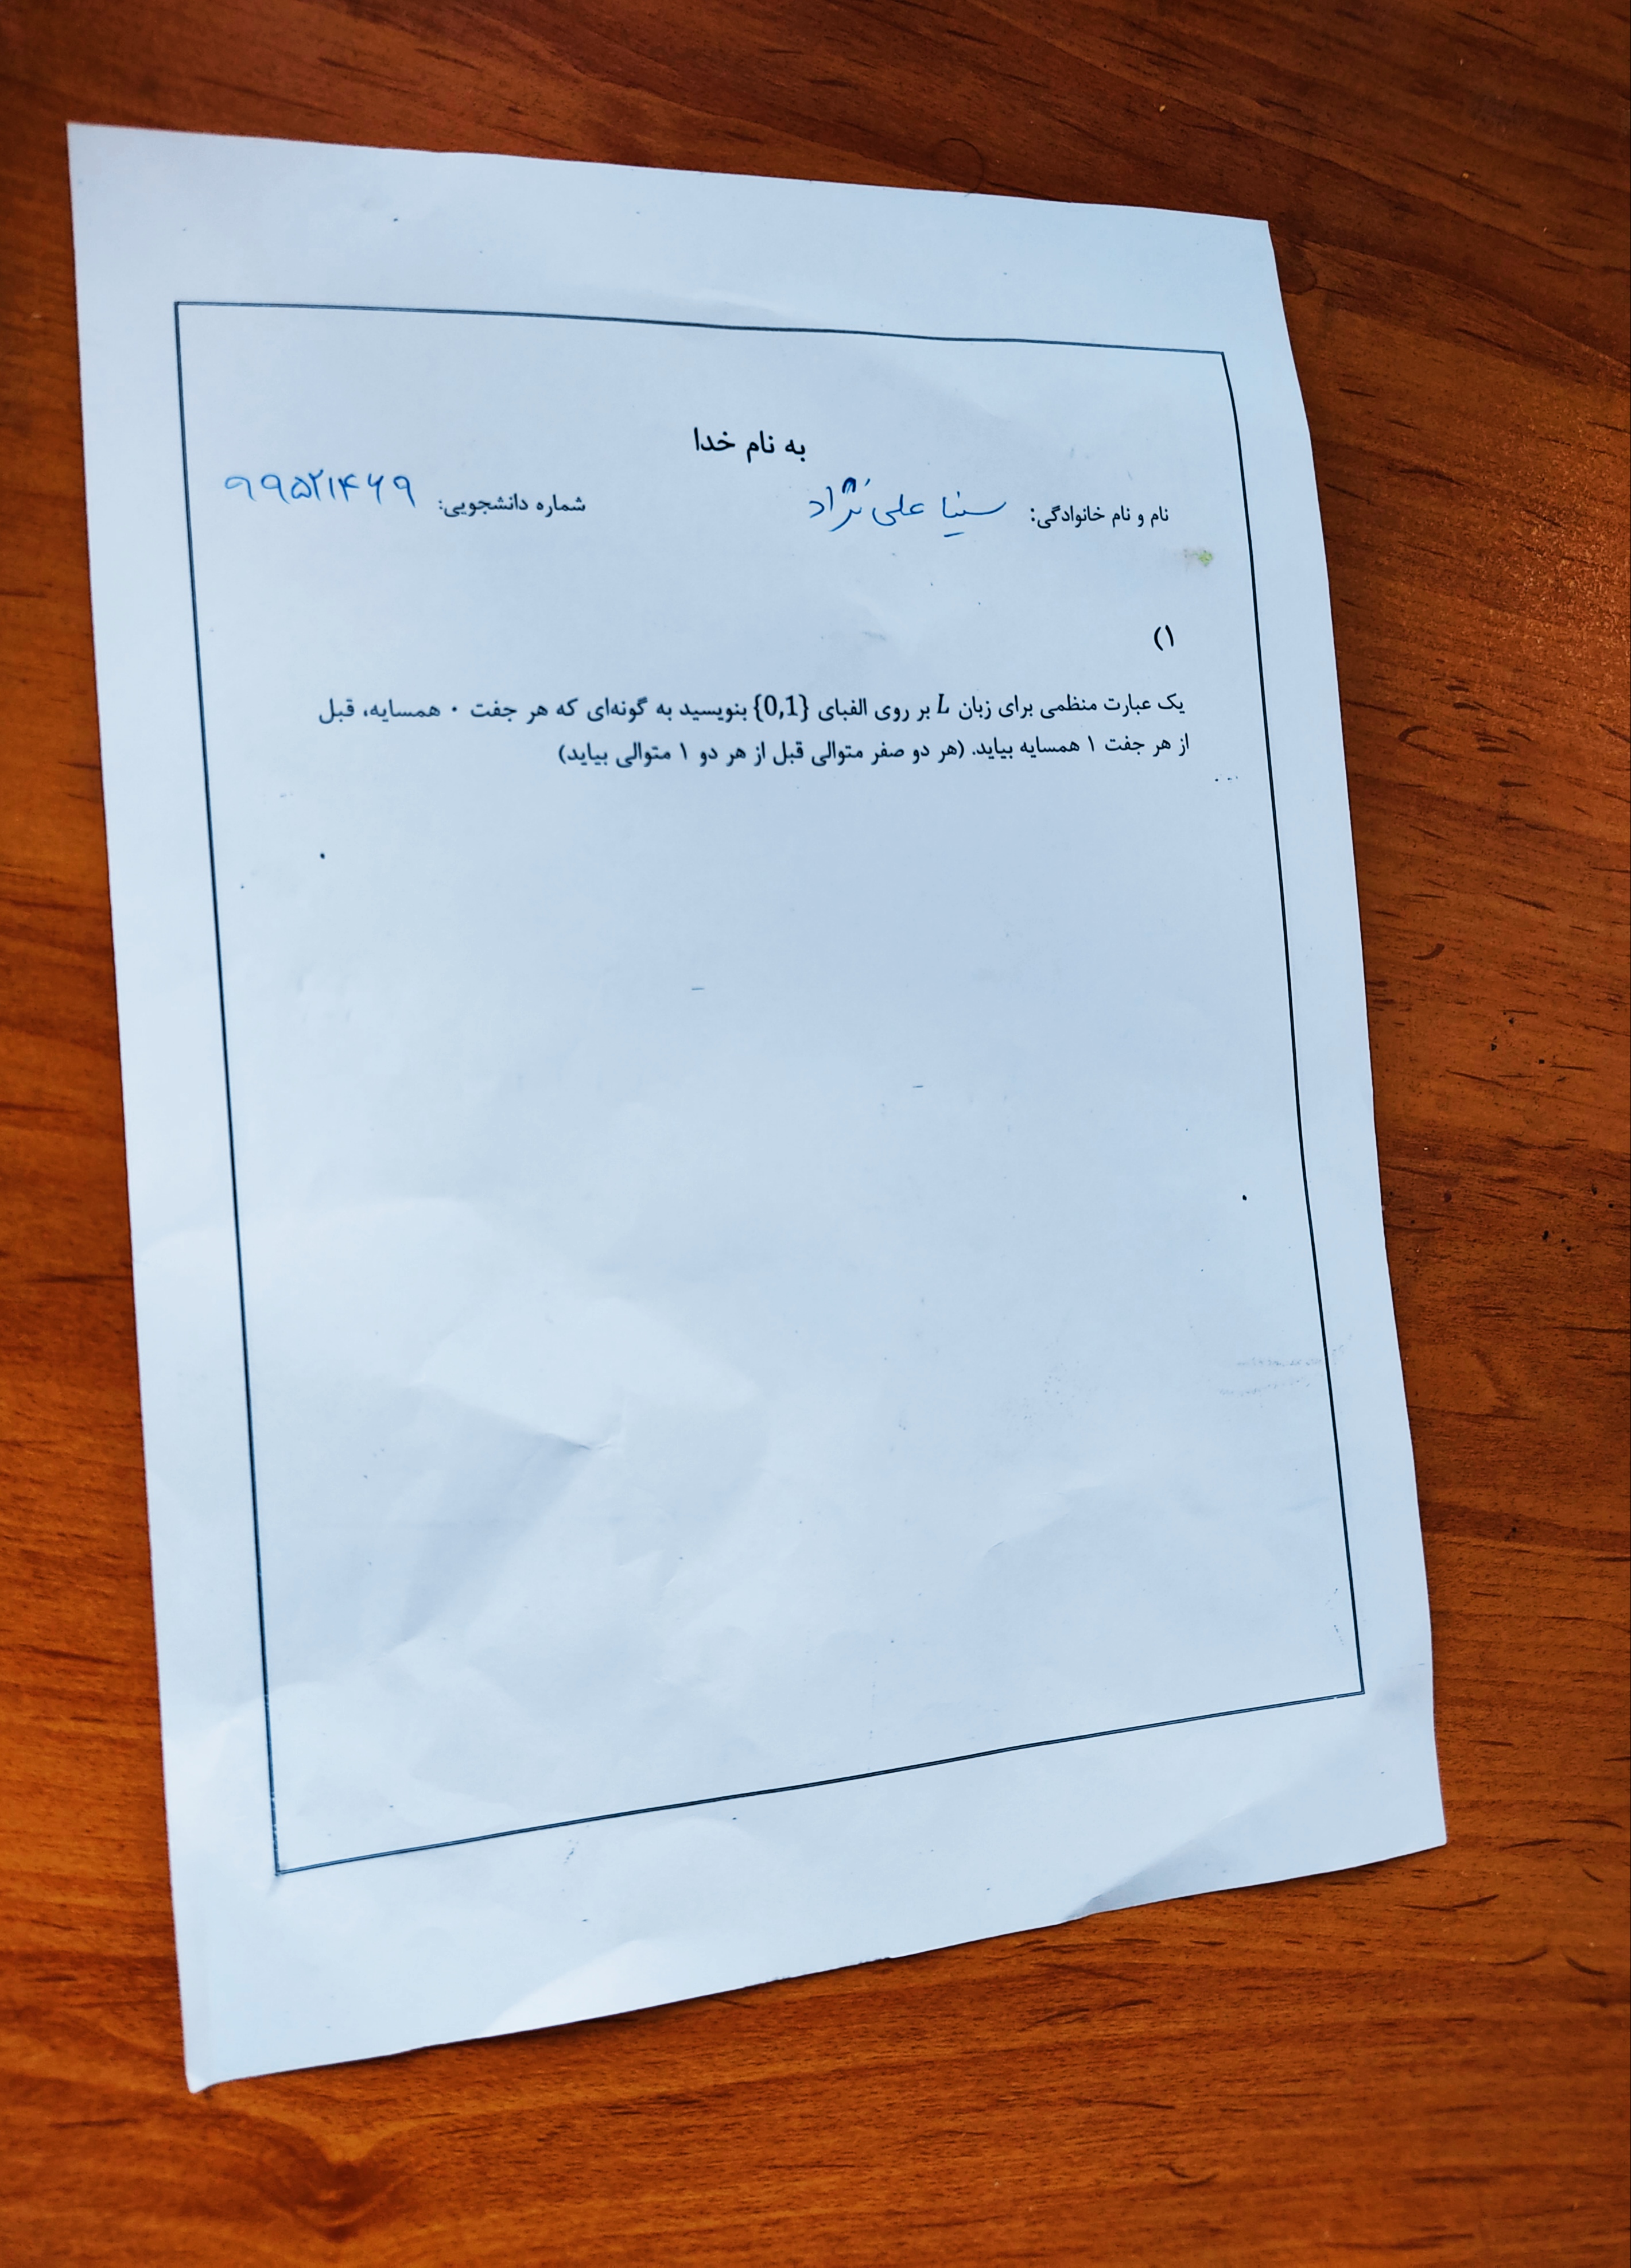 به نام خدا
نام و نام خانوادگی: سینا علی نژاد شماره دانشجویی: ۹۹۵۲۱۴۶۹
۱)
یک عبارت منظمی برای زبان L بر روی الفبای {0,1} بنویسید به گونه‌ای که هر جفت ۰ همسایه، قبل
از هر جفت ۱ همسایه بیاید. (هر دو صفر متوالی قبل از هر دو ۱ متوالی بیاید)